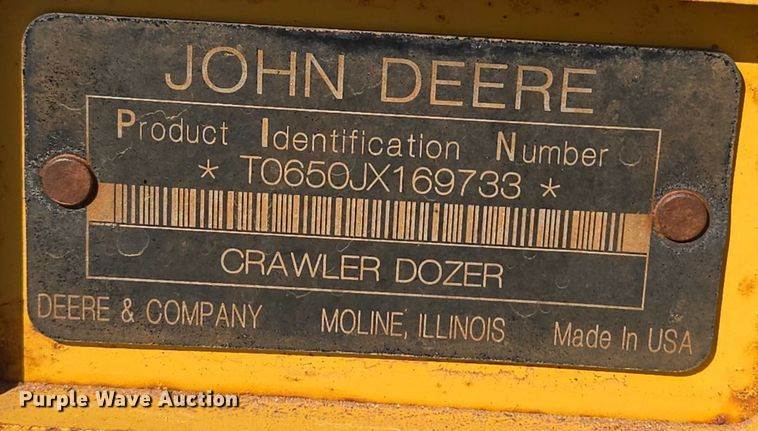 JOHN DEERE
Product Identification Number
* T0650JX169733 *
CRAWLER DOZER
DEERE & COMPANY MOLINE, ILLINOIS Made In USA
Purple Wave Auction